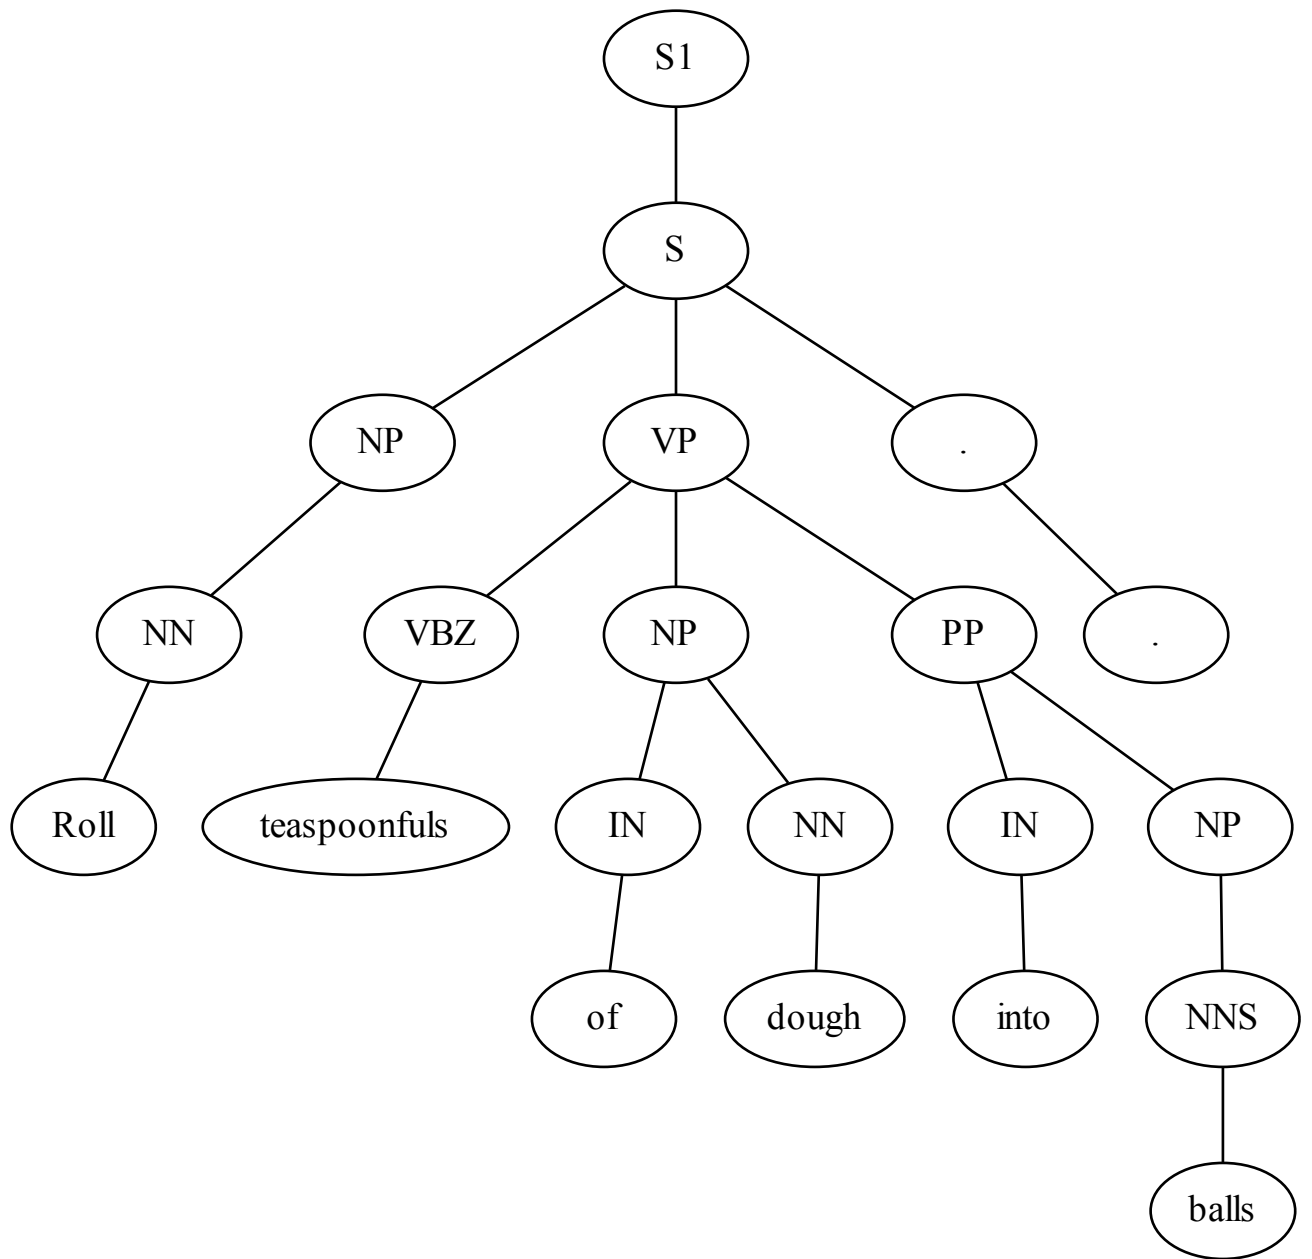 S1
S
NP VP .
NN VBZ NP PP .
Roll teaspoonfuls IN NN IN NP
of dough into NNS
balls